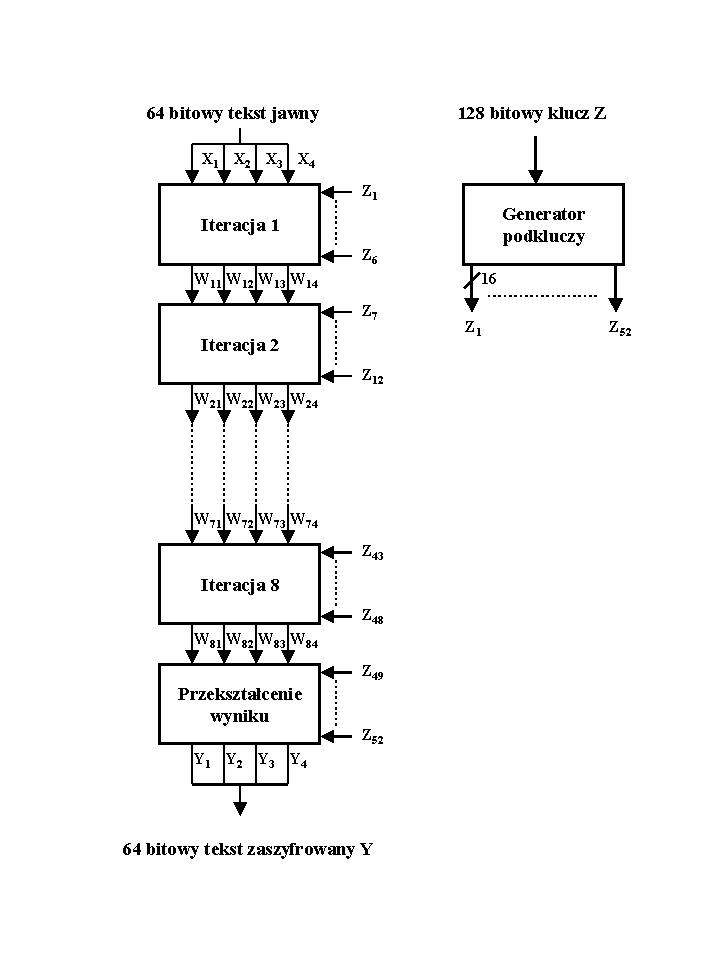 64 bitowy tekst jawny
128 bitowy klucz Z
X₁ X₂ X₃ X₄
Z₁
Iteracja 1
Generator
podkluczy
Z₆
W₁₁ W₁₂ W₁₃ W₁₄
16
Z₇
Z₁ Z₅₂
Iteracja 2
Z₁₂
W₂₁ W₂₂ W₂₃ W₂₄
W₇₁ W₇₂ W₇₃ W₇₄
Z₄₃
Iteracja 8
Z₄₈
W₈₁ W₈₂ W₈₃ W₈₄
Z₄₉
Przekształcenie
wyniku
Z₅₂
Y₁ Y₂ Y₃ Y₄
64 bitowy tekst zaszyfrowany Y